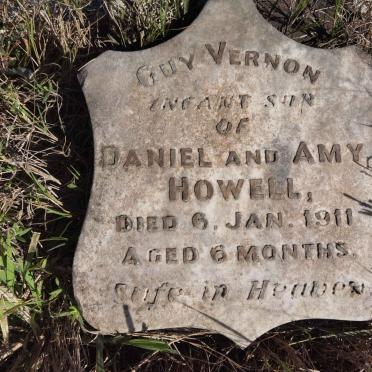 GUY VERNON
INFANT SON
OF
DANIEL AND AMY,
HOWELL,
DIED 6. JAN. 1911
AGED 6 MONTHS.
Safe in Heaven